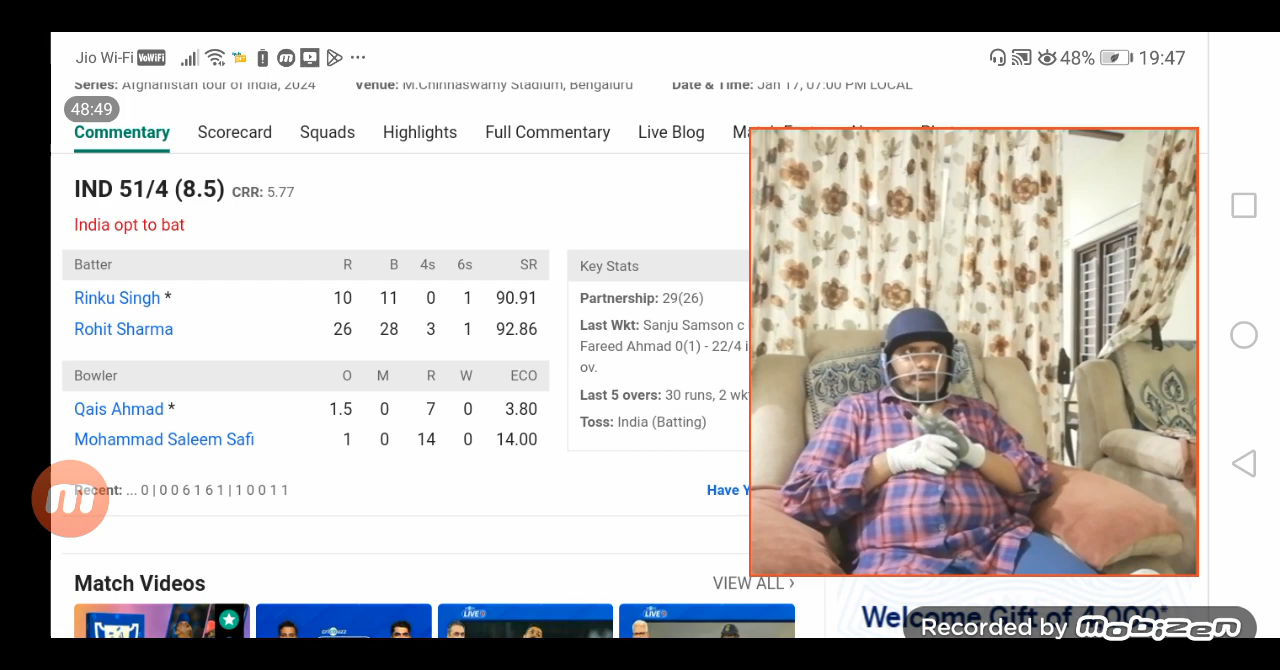 Jio Wi-Fi VoWiFi 48% 19:47
Series: Afghanistan tour of India, 2024 Venue: M.Chinnaswamy Stadium, Bengaluru Date & Time: Jan 17, 07:00 PM LOCAL
48:49
Commentary Scorecard Squads Highlights Full Commentary Live Blog
IND 51/4 (8.5) CRR: 5.77
India opt to bat
Batter R B 4s 6s SR
Rinku Singh * 10 11 0 1 90.91
Rohit Sharma 26 28 3 1 92.86
Bowler O M R W ECO
Qais Ahmad * 1.5 0 7 0 3.80
Mohammad Saleem Safi 1 0 14 0 14.00
Key Stats
Partnership: 29(26)
Last Wkt: Sanju Samson c
Fareed Ahmad 0(1) - 22/4 i
ov.
Last 5 overs: 30 runs, 2 wk
Toss: India (Batting)
Recent: ... 0 | 0 0 6 1 6 1 | 1 0 0 1 1
Have Y
Match Videos VIEW ALL ›
LIVE LIVE
Welcome Gift of 4,000*
Recorded by mobizen